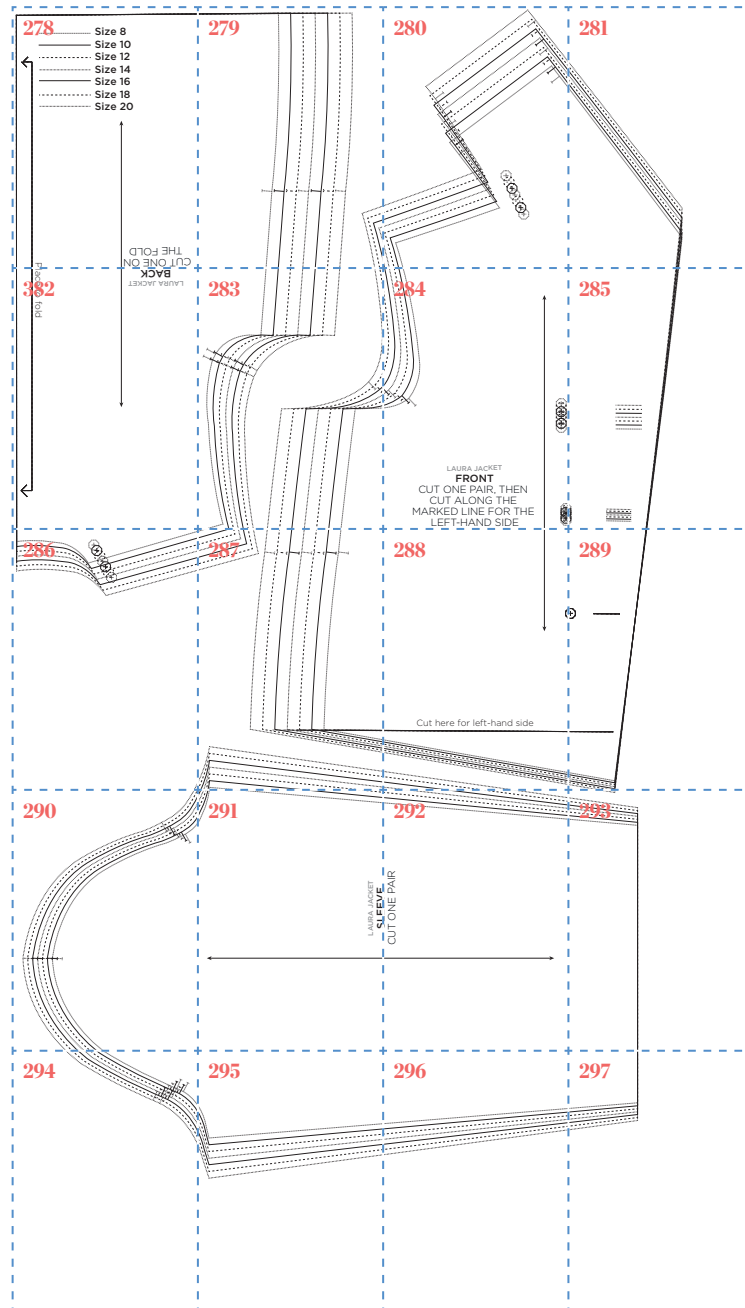 278
279
280
281
Size 8
Size 10
Size 12
Size 14
Size 16
Size 18
Size 20
LAURA JACKET
BACK
CUT ONE ON
THE FOLD
382
283
284
285
Place to fold
LAURA JACKET
FRONT
CUT ONE PAIR, THEN
CUT ALONG THE
MARKED LINE FOR THE
LEFT-HAND SIDE
286
287
288
289
Cut here for left-hand side
290
291
292
293
LAURA JACKET
SLEEVE
CUT ONE PAIR
294
295
296
297